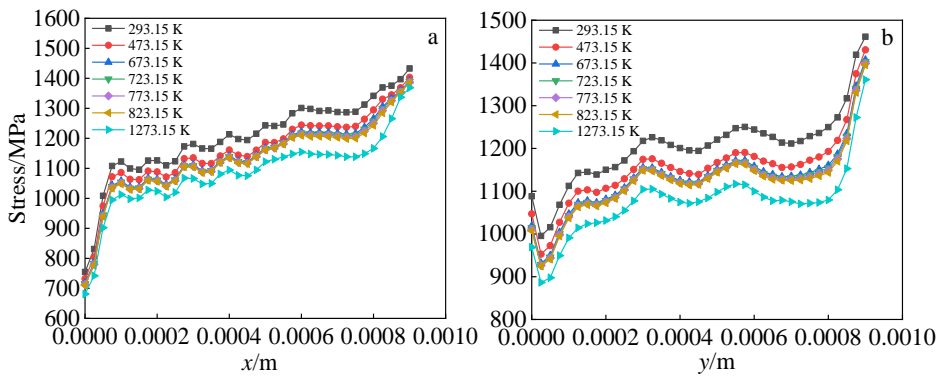 1600
1500
1400
1300
1200
1100
1000
900
800
700
600
Stress/MPa
293.15 K
473.15 K
673.15 K
723.15 K
773.15 K
823.15 K
1273.15 K
a
0.0000 0.0002 0.0004 0.0006 0.0008 0.0010
x/m
1500
1400
1300
1200
1100
1000
900
800
293.15 K
473.15 K
673.15 K
723.15 K
773.15 K
823.15 K
1273.15 K
b
0.0000 0.0002 0.0004 0.0006 0.0008 0.0010
y/m